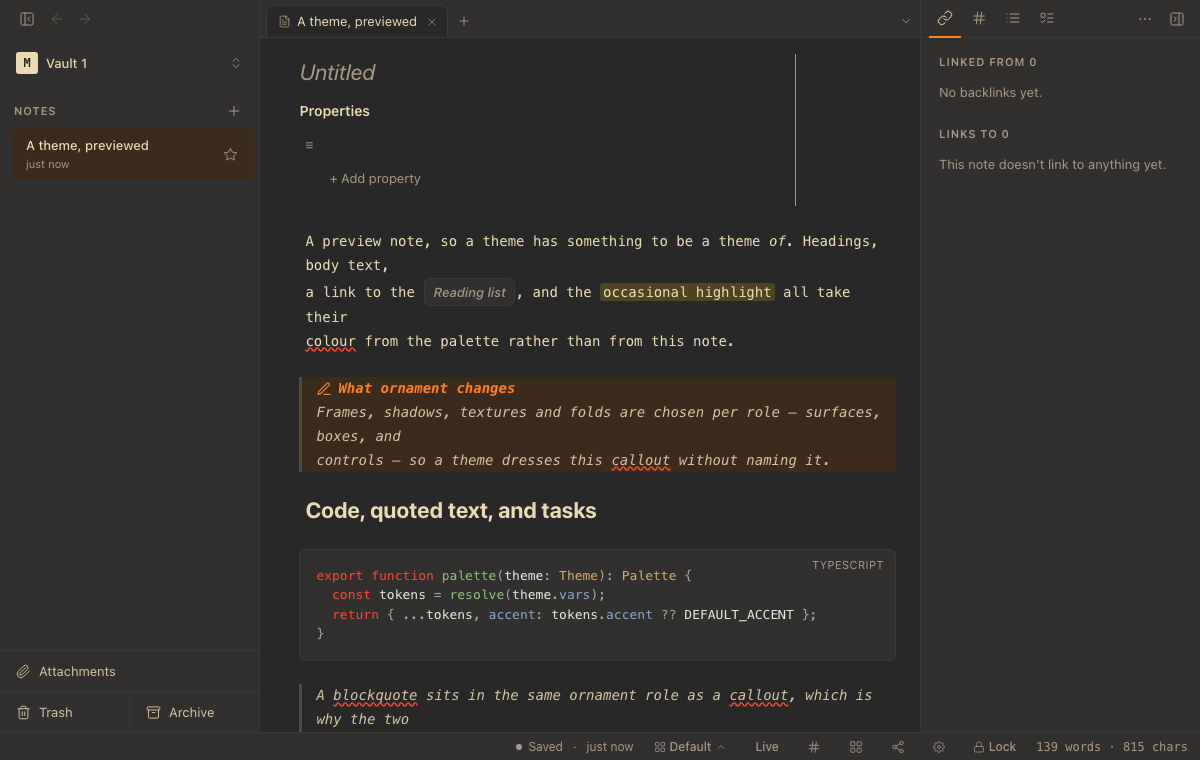 M Vault 1
NOTES
A theme, previewed
just now
Attachments
Trash
Archive
A theme, previewed
Untitled
Properties
+ Add property
A preview note, so a theme has something to be a theme of. Headings,
body text,
a link to the Reading list, and the occasional highlight all take
their
colour from the palette rather than from this note.
What ornament changes
Frames, shadows, textures and folds are chosen per role — surfaces,
boxes, and
controls — so a theme dresses this callout without naming it.
Code, quoted text, and tasks
TYPESCRIPT
export function palette(theme: Theme): Palette {
  const tokens = resolve(theme.vars);
  return { ...tokens, accent: tokens.accent ?? DEFAULT_ACCENT };
}
A blockquote sits in the same ornament role as a callout, which is
why the two
LINKED FROM 0
No backlinks yet.
LINKS TO 0
This note doesn't link to anything yet.
Saved · just now Default Live Lock 139 words · 815 chars